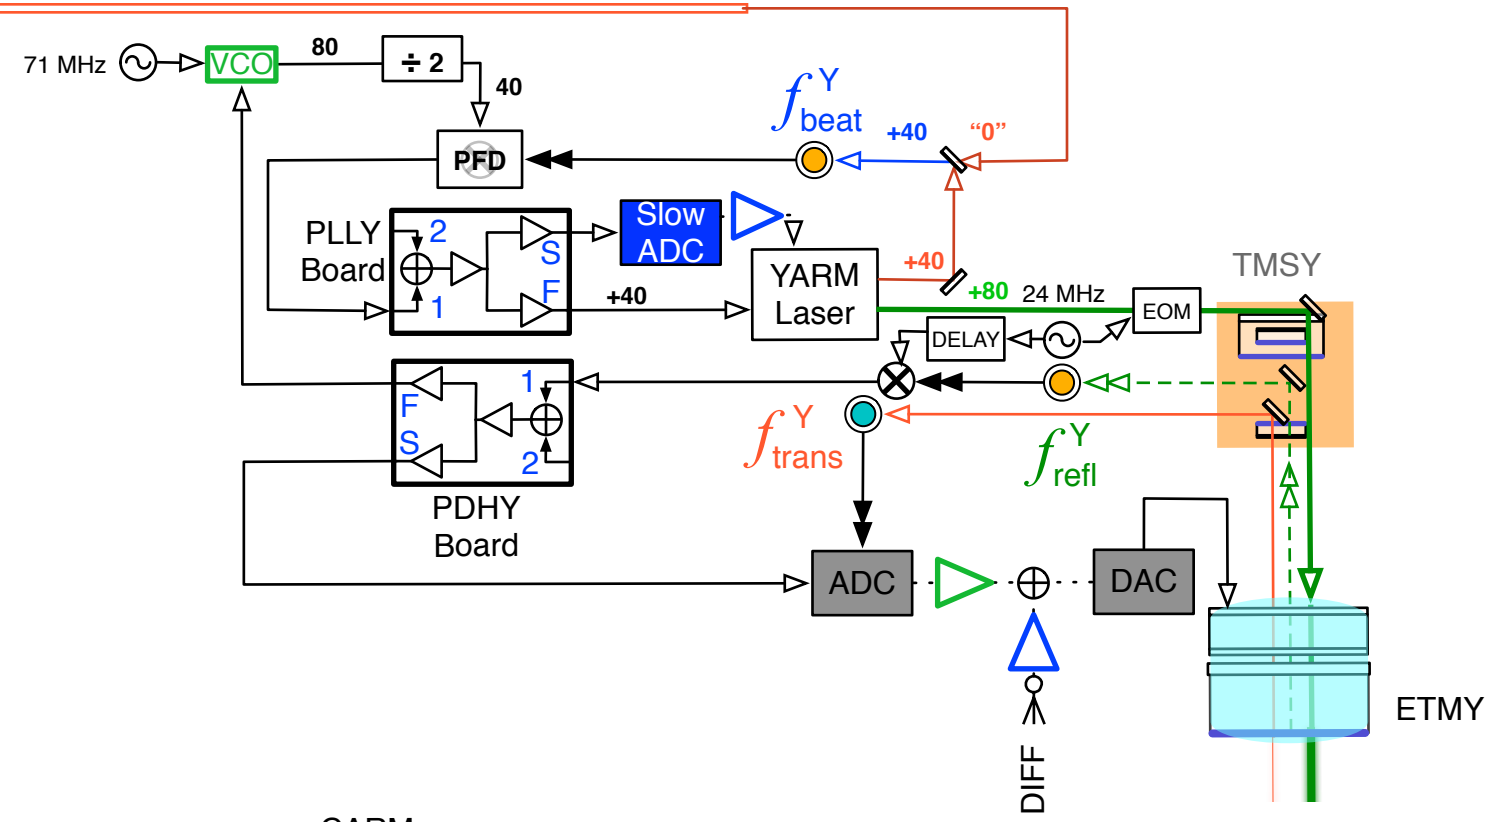 71 MHz
VCO
80
÷ 2
40
f Y beat
+40
“0”
PFD
PLLY
Board
2
1
S
F
Slow
ADC
+40
YARM
Laser
+40
+80
24 MHz
EOM
TMSY
DELAY
1
2
F
S
PDHY
Board
f Y trans
f Y refl
ADC
DAC
DIFF
ETMY